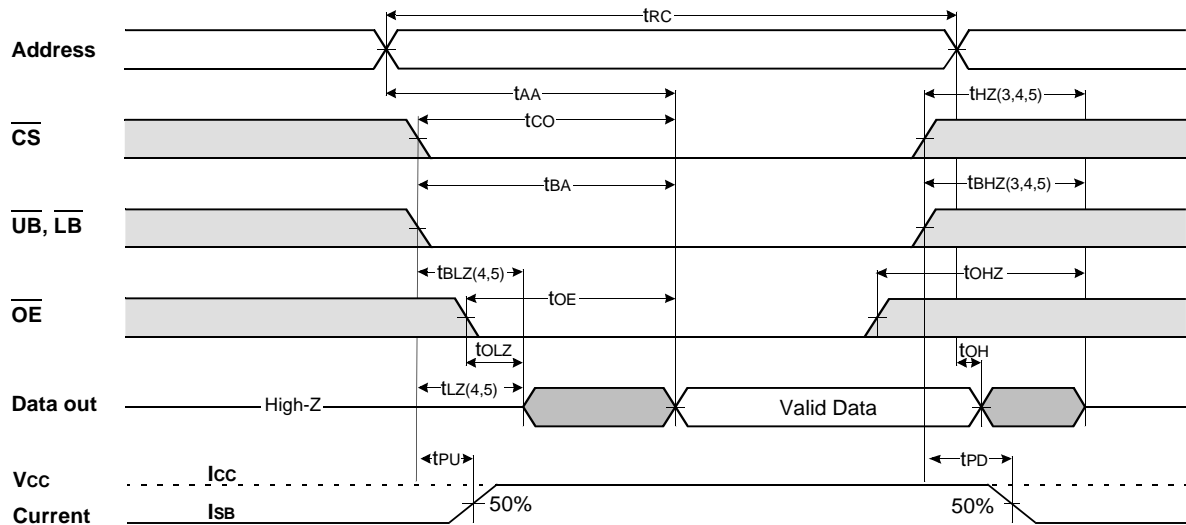 tRC
Address
tAA
tHZ(3,4,5)
CS
tCO
tBA
tBHZ(3,4,5)
UB, LB
tBLZ(4,5)
tOHZ
OE
tOE
tOLZ
tOH
tLZ(4,5)
Data out
High-Z
Valid Data
tPU
tPD
VCC
ICC
50%
50%
Current
ISB